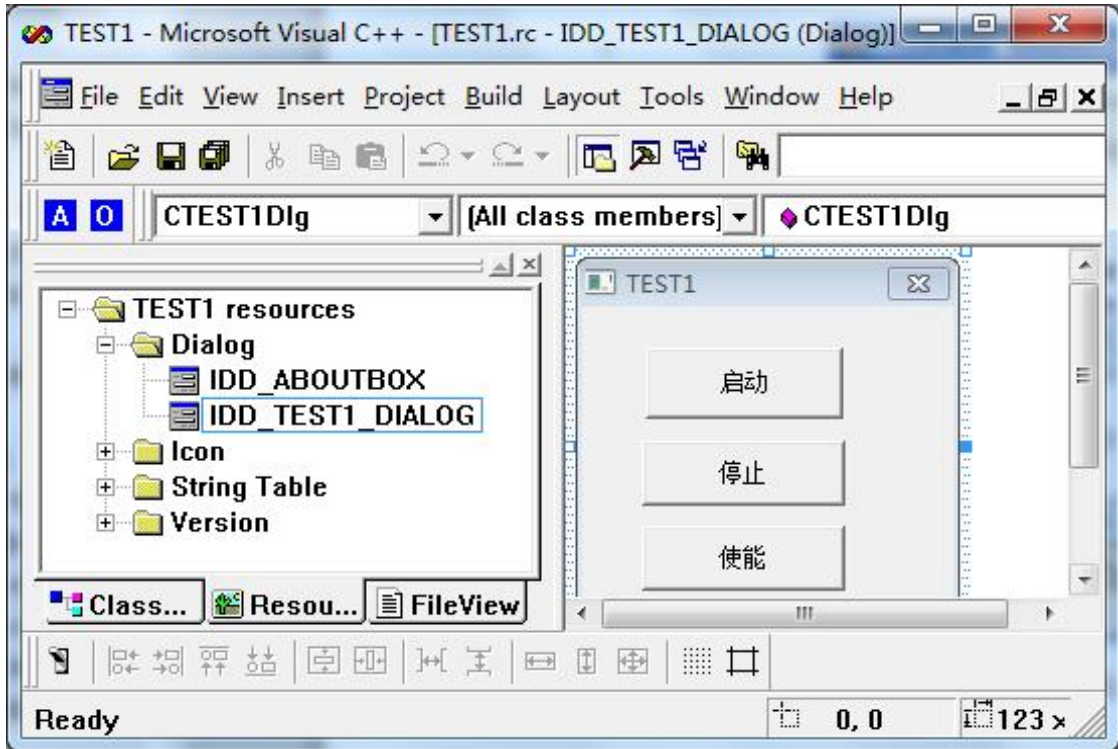 TEST1 - Microsoft Visual C++ - [TEST1.rc - IDD_TEST1_DIALOG (Dialog)]
File Edit View Insert Project Build Layout Tools Window Help
A O CTEST1Dlg (All class members) CTEST1Dlg
TEST1 resources
Dialog
IDD_ABOUTBOX
IDD_TEST1_DIALOG
Icon
String Table
Version
Class... Resou... FileView
TEST1
启动
停止
使能
Ready 0, 0 123 x